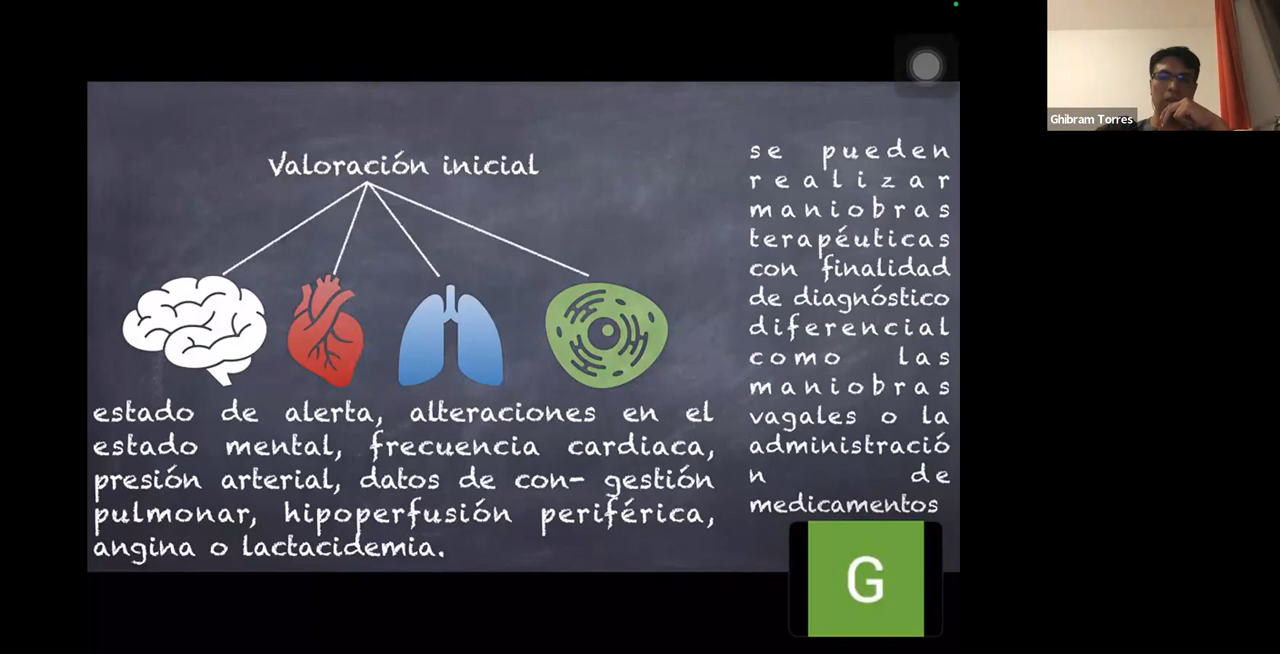 Valoración inicial
estado de alerta, alteraciones en el
estado mental, frecuencia cardiaca,
presión arterial, datos de con- gestión
pulmonar, hipoperfusión periférica,
angina o lactacidemia.
se pueden
realizar
maniobras
terapéuticas
con finalidad
de diagnóstico
diferencial
como las
maniobras
vagales o la
administració
n de
medicamentos
G
Ghibram Torres